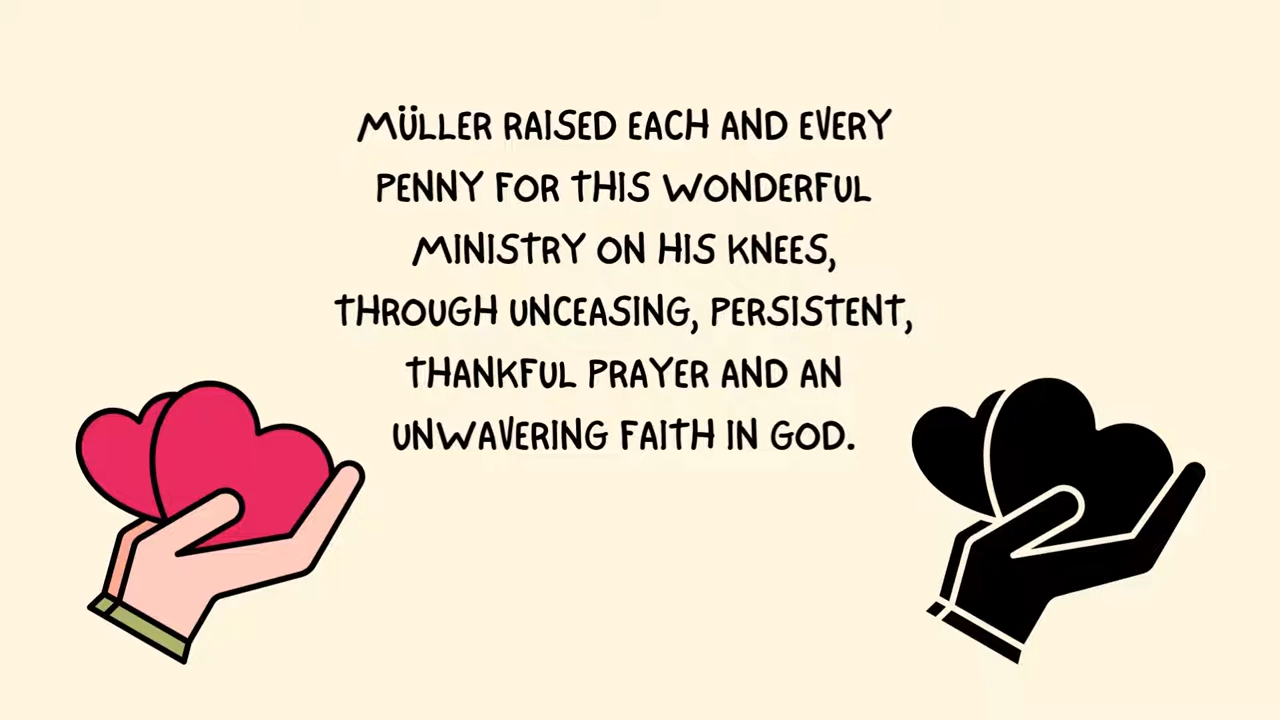 MÜLLER RAISED EACH AND EVERY
PENNY FOR THIS WONDERFUL
MINISTRY ON HIS KNEES,
THROUGH UNCEASING, PERSISTENT,
THANKFUL PRAYER AND AN
UNWAVERING FAITH IN GOD.